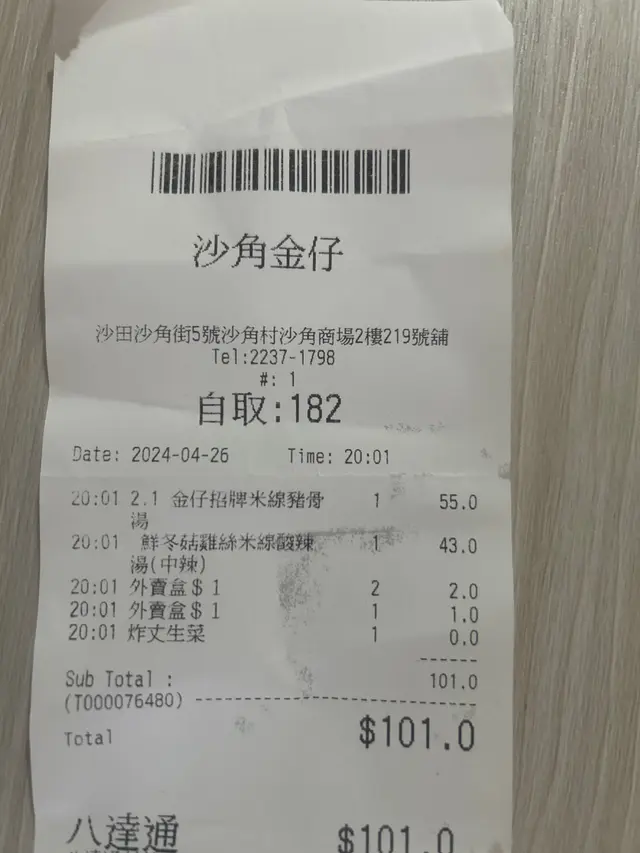 沙角金仔
沙田沙角街5號沙角村沙角商場2樓219號舖
Tel:2237-1798
#: 1
自取:182
Date: 2024-04-26 Time: 20:01
20:01 2.1 金仔招牌米線豬骨 1 55.0
湯
20:01 鮮冬菇雞絲米線酸辣 1 43.0
湯(中辣)
20:01 外賣盒$1 2 2.0
20:01 外賣盒$1 1 1.0
20:01 炸丈生菜 1 0.0
Sub Total : 101.0
(T000076480)
Total $101.0
八達通 $101.0